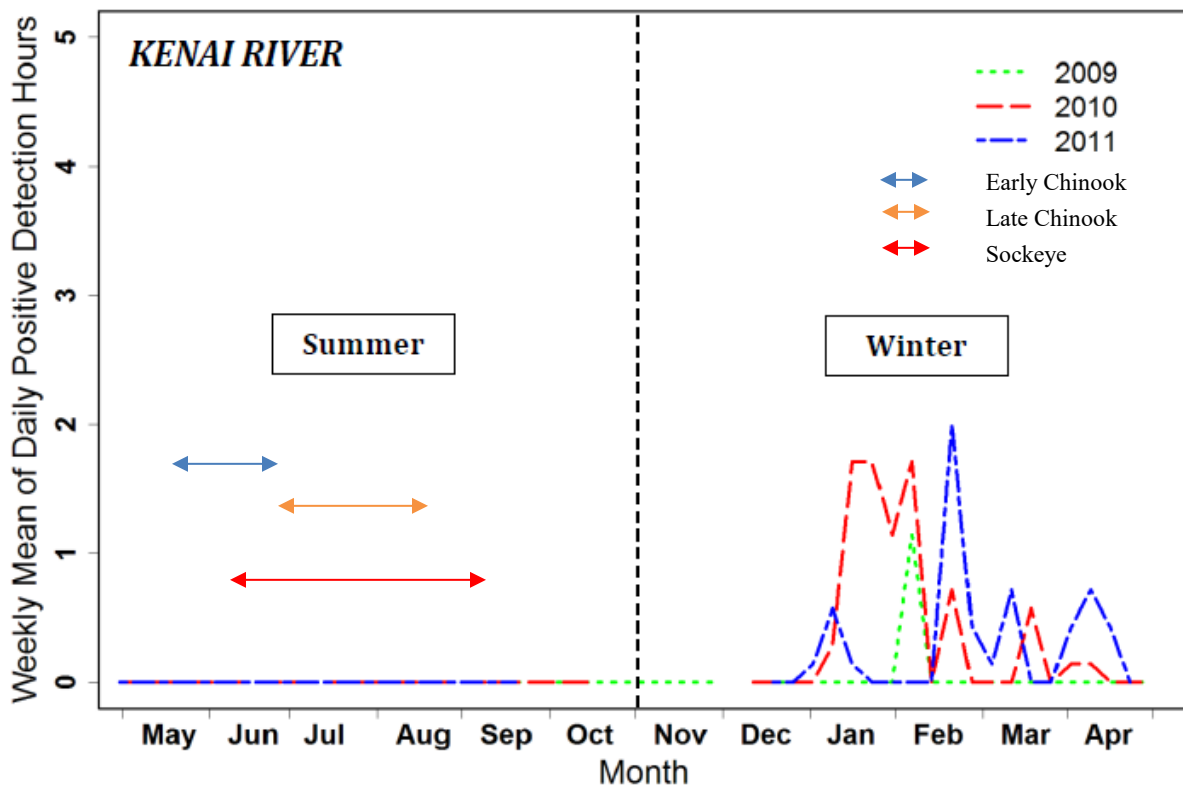 KENAI RIVER
Weekly Mean of Daily Positive Detection Hours
5
4
3
2
1
0
2009
2010
2011
Early Chinook
Late Chinook
Sockeye
Summer
Winter
May Jun Jul Aug Sep Oct Nov Dec Jan Feb Mar Apr
Month